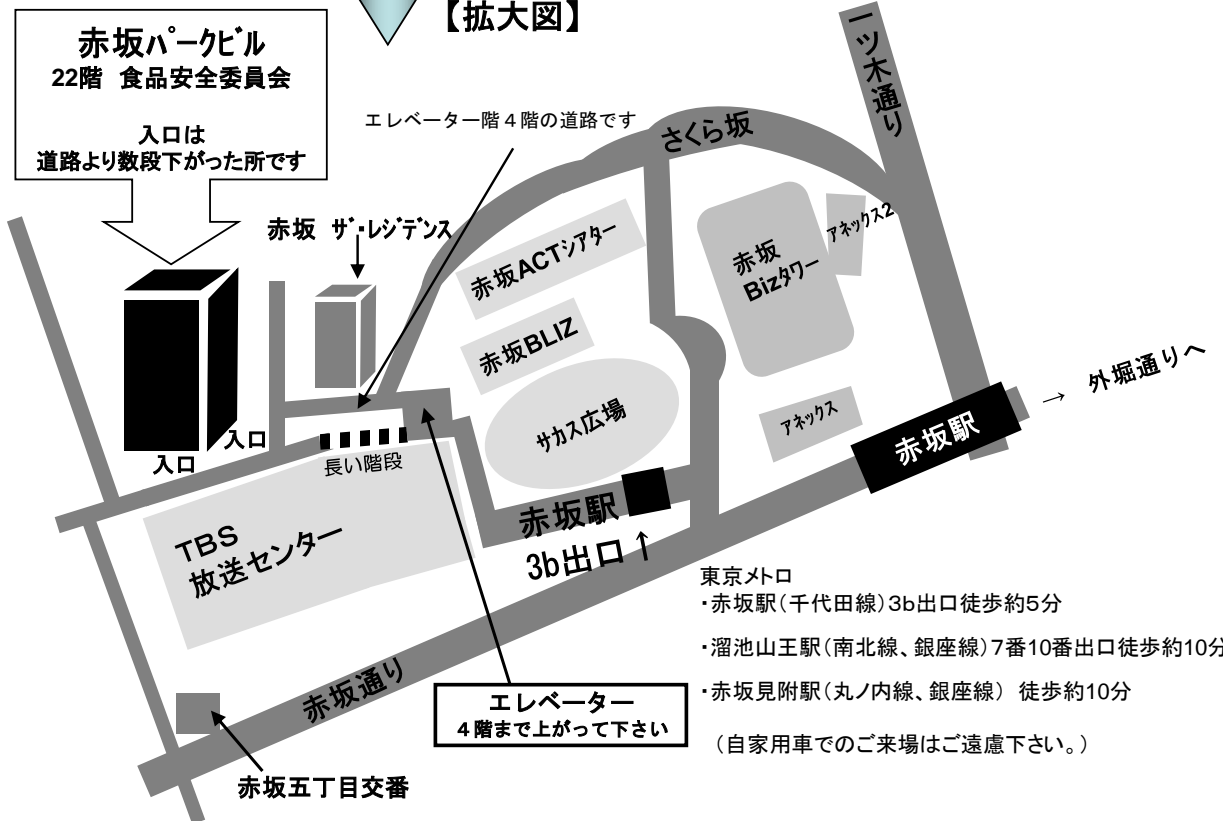 【拡大図】
赤坂パークビル
22階 食品安全委員会
入口は
道路より数段下がった所です
エレベーター階４階の道路です
さくら坂
一ツ木通り
赤坂 ザ・レジデンス
赤坂ACTシアター
赤坂BLIZ
サカス広場
赤坂
Bizタワー
アネックス2
アネックス
→ 外堀通りへ
赤坂駅
入口
入口
長い階段
TBS
放送センター
赤坂駅
3b出口↑
赤坂通り
エレベーター
４階まで上がって下さい
赤坂五丁目交番
東京メトロ
・赤坂駅（千代田線）3b出口徒歩約5分
・溜池山王駅（南北線、銀座線）7番10番出口徒歩約10分
・赤坂見附駅（丸ノ内線、銀座線） 徒歩約10分
（自家用車でのご来場はご遠慮下さい。）